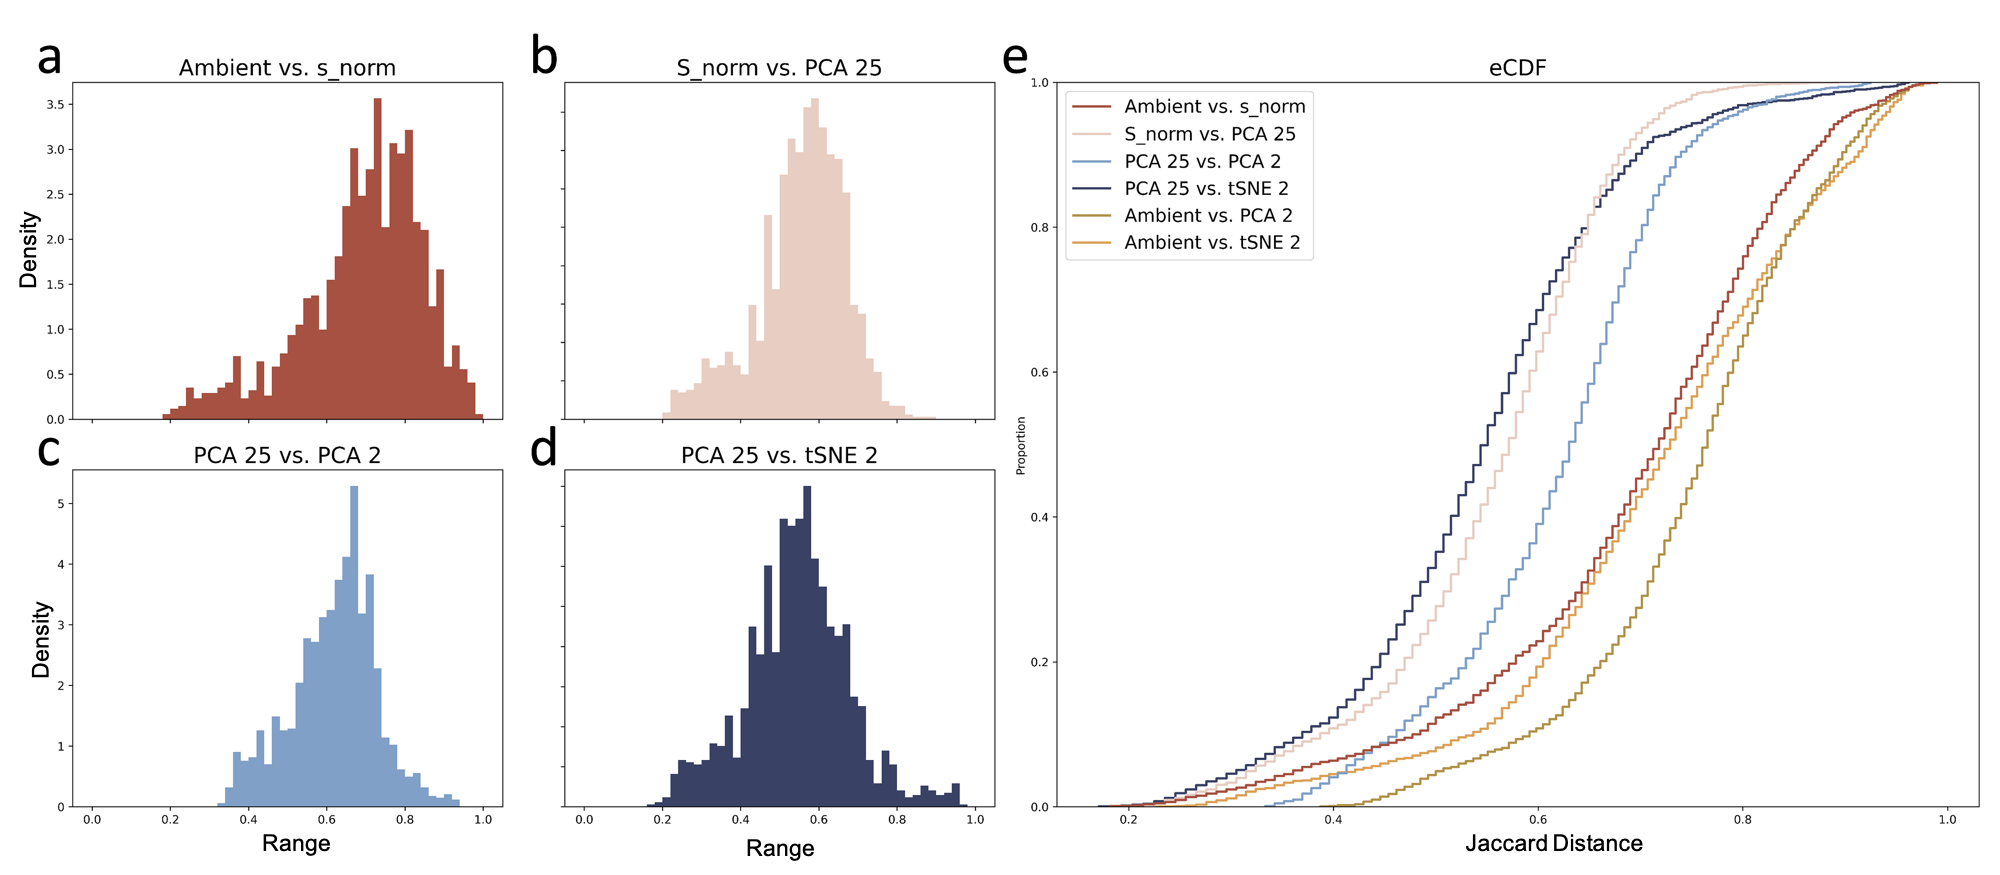 a
Ambient vs. s_norm
Density
3.5
3.0
2.5
2.0
1.5
1.0
0.5
0.0
b
S_norm vs. PCA 25
c
PCA 25 vs. PCA 2
Density
5
4
3
2
1
0
0.0 0.2 0.4 0.6 0.8 1.0
Range
d
PCA 25 vs. tSNE 2
0.0 0.2 0.4 0.6 0.8 1.0
Range
e
eCDF
Ambient vs. s_norm
S_norm vs. PCA 25
PCA 25 vs. PCA 2
PCA 25 vs. tSNE 2
Ambient vs. PCA 2
Ambient vs. tSNE 2
Proportion
1.0
0.8
0.6
0.4
0.2
0.0
0.2 0.4 0.6 0.8 1.0
Jaccard Distance